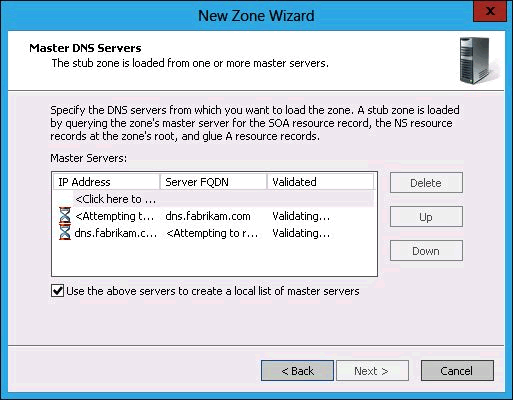 New Zone Wizard
x
Master DNS Servers
The stub zone is loaded from one or more master servers.
Specify the DNS servers from which you want to load the zone. A stub zone is loaded
by querying the zone's master server for the SOA resource record, the NS resource
records at the zone's root, and glue A resource records.
Master Servers:
IP Address Server FQDN Validated
<Click here to ...
<Attempting t... dns.fabrikam.com Validating...
dns.fabrikam.c... <Attempting to r... Validating...
Delete
Up
Down
Use the above servers to create a local list of master servers
< Back Next > Cancel